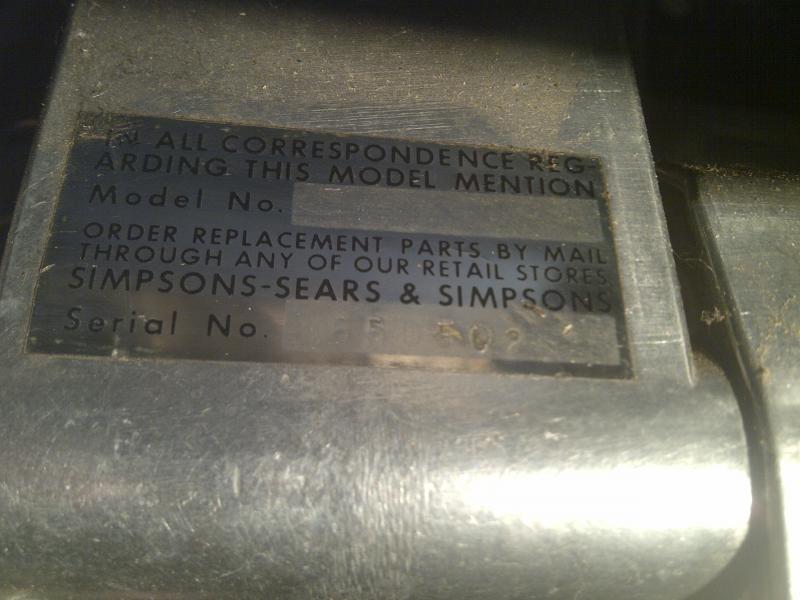 IN ALL CORRESPONDENCE REG-
ARDING THIS MODEL MENTION
Model No.
ORDER REPLACEMENT PARTS BY MAIL
THROUGH ANY OF OUR RETAIL STORES
SIMPSONS-SEARS & SIMPSONS
Serial No.